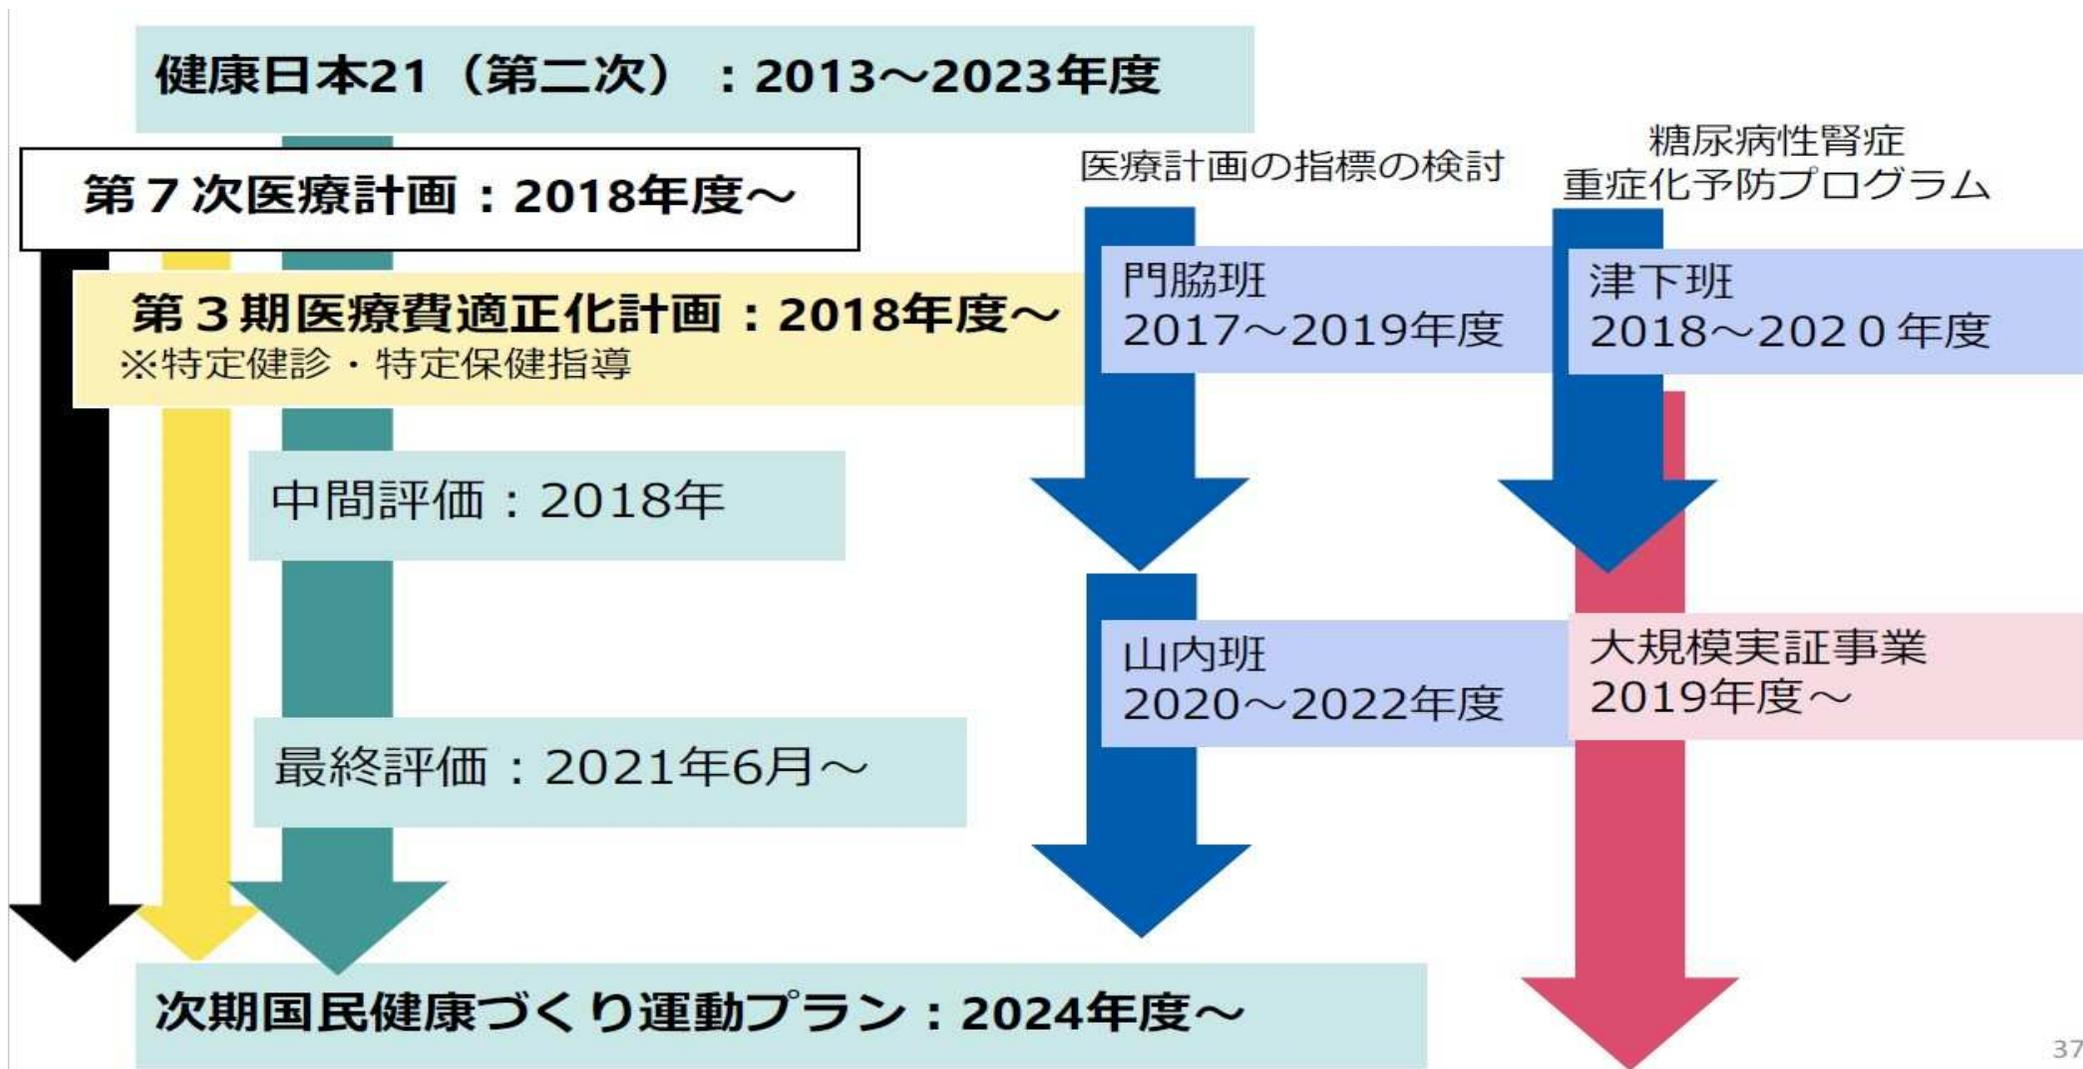 健康日本21（第二次）：2013～2023年度
第７次医療計画：2018年度～
第３期医療費適正化計画：2018年度～
※特定健診・特定保健指導
中間評価：2018年
最終評価：2021年6月～
次期国民健康づくり運動プラン：2024年度～
医療計画の指標の検討
門脇班
2017～2019年度
山内班
2020～2022年度
糖尿病性腎症
重症化予防プログラム
津下班
2018～202０年度
大規模実証事業
2019年度～
37